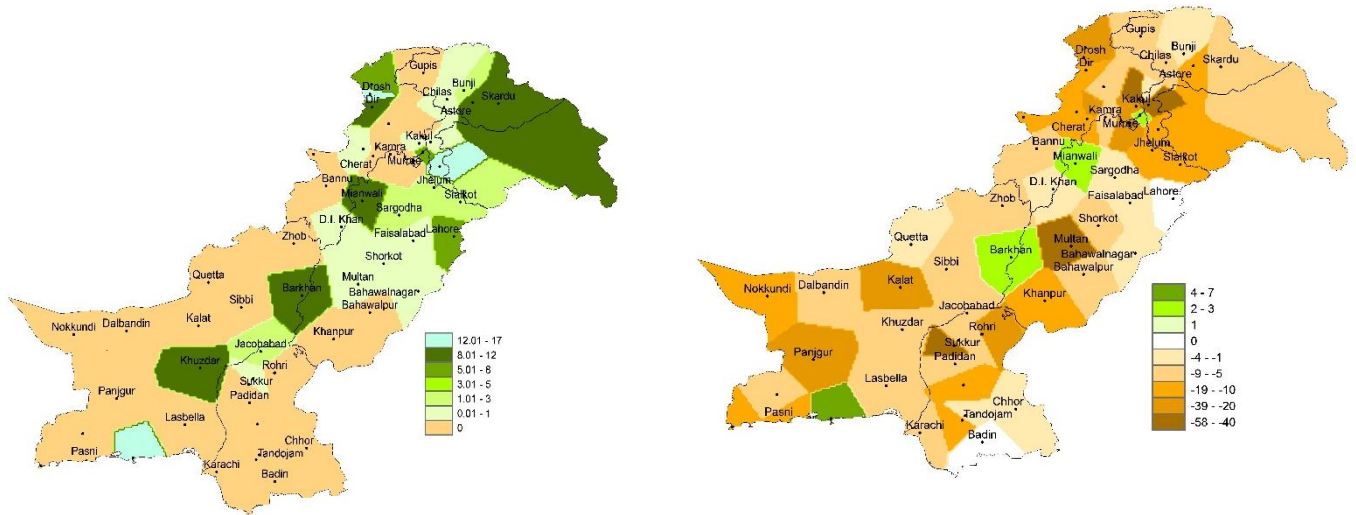 Gupis
Drosh
Dir
Chilas
Bunji
Astore
Skardu
Kakul
Kamra
Cherat
Jhelum
Bannu
Mianwali
Sialkot
Sargodha
D.I. Khan
Faisalabad
Lahore
Zhob
Shorkot
Quetta
Multan
Barkhan
Bahawalnagar
Sibbi
Bahawalpur
Nokkundi
Dalbandin
Kalat
Khanpur
Jacobabad
Khuzdar
Rohri
Sukkur
Panjgur
Padidan
Lasbella
Pasni
Chhor
Tandojam
Karachi
Badin
12.01 - 17
8.01 - 12
5.01 - 6
3.01 - 5
1.01 - 3
0.01 - 1
0
Gupis
Drosh
Dir
Chilas
Bunji
Astore
Skardu
Kakul
Kamra
Cherat
Jhelum
Bannu
Mianwali
Sialkot
Sargodha
D.I. Khan
Lahore
Faisalabad
Zhob
Shorkot
Quetta
Multan
Barkhan
Bahawalnagar
Sibbi
Bahawalpur
Nokkundi
Dalbandin
Kalat
Khanpur
Jacobabad
Khuzdar
Rohri
Sukkur
Panjgur
Padidan
Lasbella
Pasni
Chhor
Tandojam
Karachi
Badin
4 - 7
2 - 3
1
0
-4 - -1
-9 - -5
-19 - -10
-39 - -20
-58 - -40